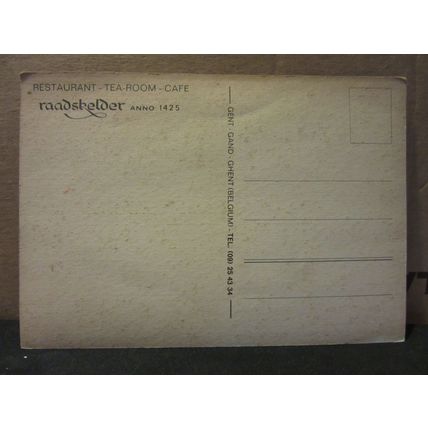 RESTAURANT - TEA-ROOM - CAFE
raadskelder ANNO 1425
GENT - GAND - GHENT (BELGIUM) - TEL. (09) 25 43 34